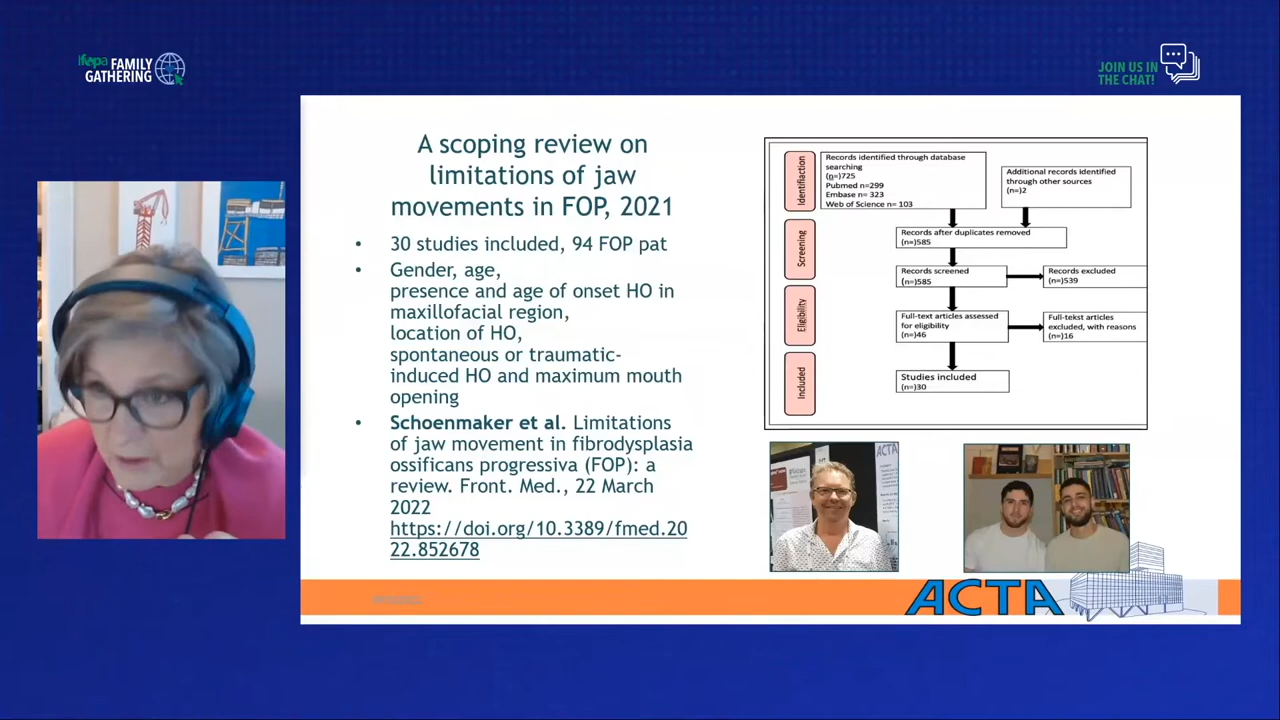 ifopa FAMILY
GATHERING
JOIN US IN
THE CHAT!
A scoping review on
limitations of jaw
movements in FOP, 2021
• 30 studies included, 94 FOP pat
• Gender, age,
presence and age of onset HO in
maxillofacial region,
location of HO,
spontaneous or traumatic-
induced HO and maximum mouth
opening
• Schoenmaker et al. Limitations
of jaw movement in fibrodysplasia
ossificans progressiva (FOP): a
review. Front. Med., 22 March
2022
https://doi.org/10.3389/fmed.20
22.852678
Identifiaction
Records identified through database
searching
(n=)725
Pubmed n=299
Embase n= 323
Web of Science n= 103
Additional records identified
through other sources
(n=)2
Screening
Records after duplicates removed
(n=)585
Records screened
(n=)585
Records excluded
(n=)539
Eligibility
Full-text articles assessed
for eligibility
(n=)46
Full-tekst articles
excluded, with reasons
(n=)16
Included
Studies included
(n=)30
ACTA
ACTA